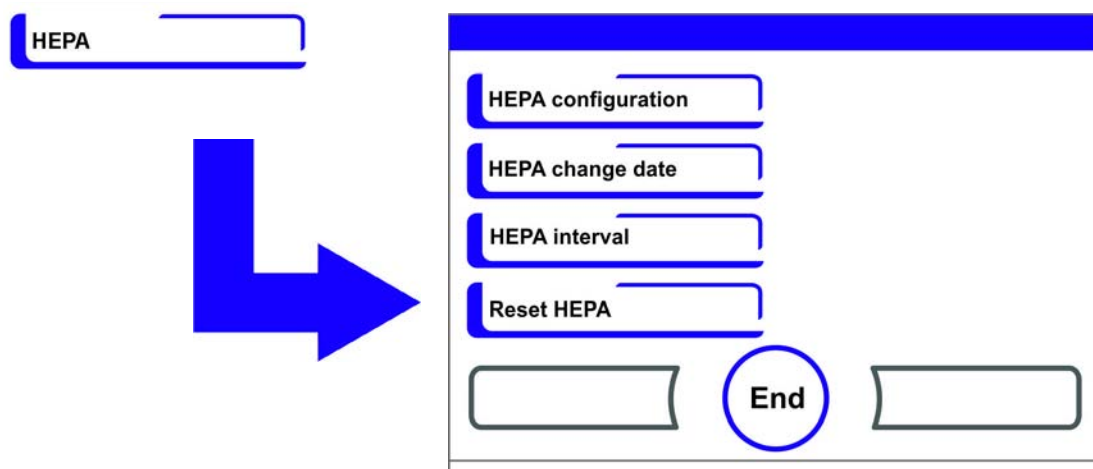 HEPA
HEPA configuration
HEPA change date
HEPA interval
Reset HEPA
End